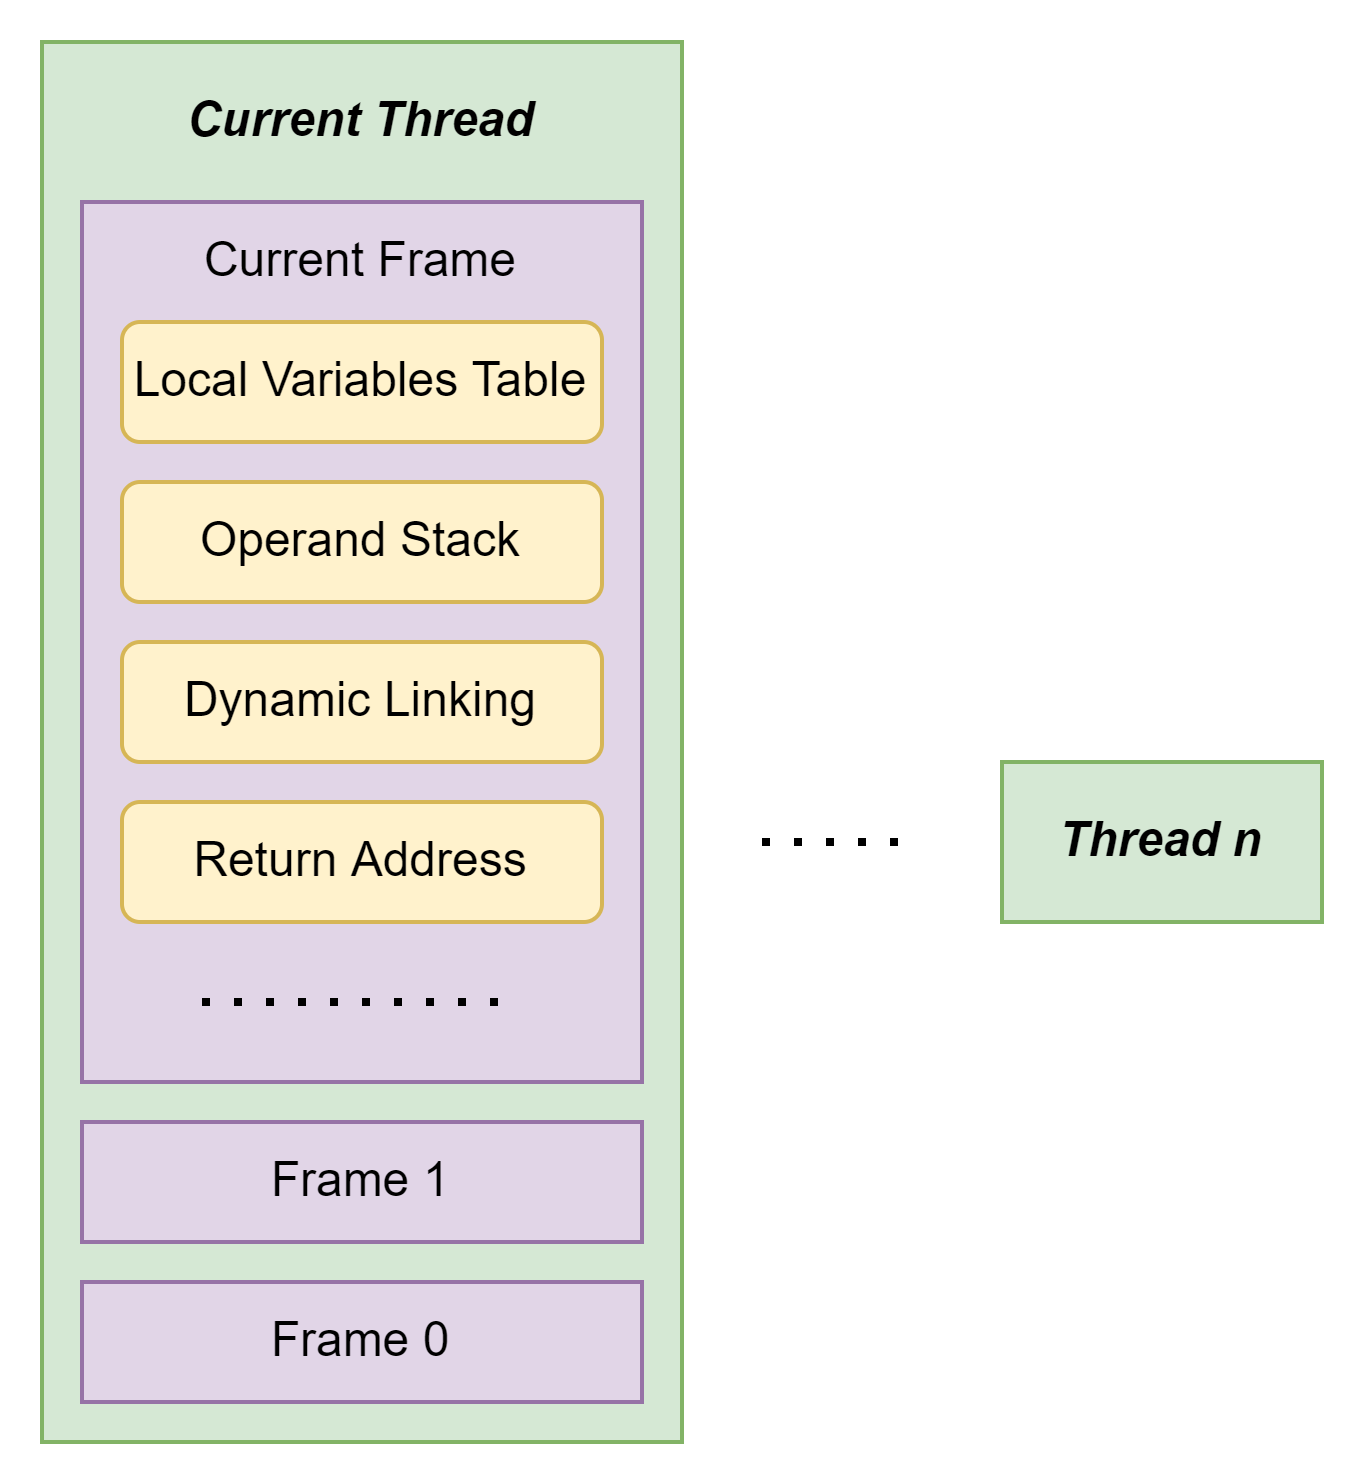 Current Thread
Current Frame
Local Variables Table
Operand Stack
Dynamic Linking
Return Address
. . . . . . . . . .
Frame 1
Frame 0
. . . . .
Thread n